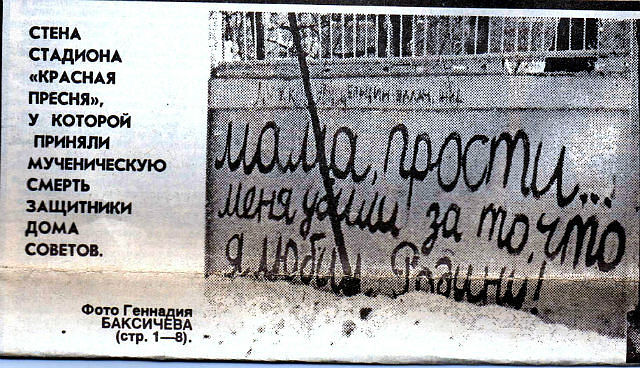 СТЕНА
СТАДИОНА
«КРАСНАЯ
ПРЕСНЯ»,
У КОТОРОЙ
ПРИНЯЛИ
МУЧЕНИЧЕСКУЮ
СМЕРТЬ
ЗАЩИТНИКИ
ДОМА
СОВЕТОВ.
Фото Геннадия
БАКСИЧЕВА
(стр. 1—8).
мама, прости...
меня убили за то, что
я любил Родину!